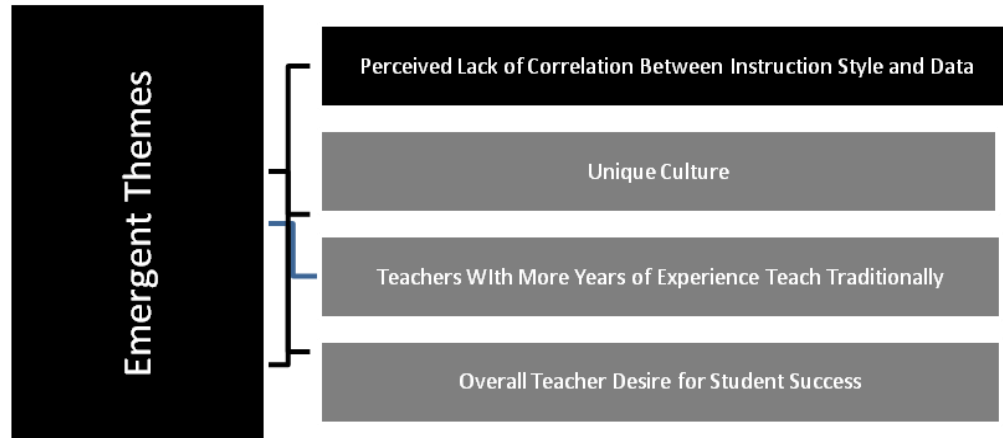 Emergent Themes
Perceived Lack of Correlation Between Instruction Style and Data
Unique Culture
Teachers WIth More Years of Experience Teach Traditionally
Overall Teacher Desire for Student Success